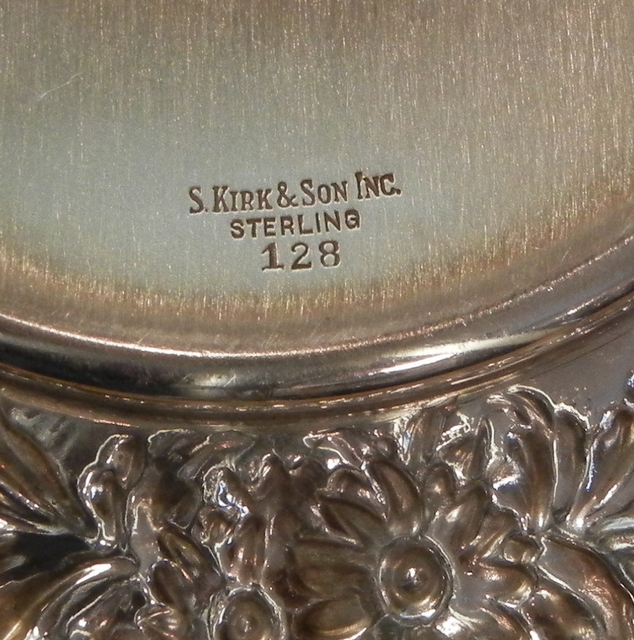 S. KIRK & SON INC.
STERLING
128